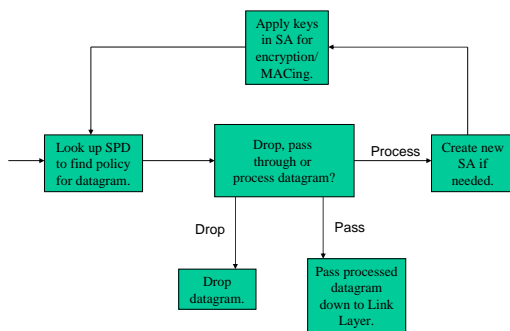 Apply keys
in SA for
encryption/
MACing.
Look up SPD
to find policy
for datagram.
Drop, pass
through or
process datagram?
Process
Create new
SA if
needed.
Drop
Pass
Drop
datagram.
Pass processed
datagram
down to Link
Layer.